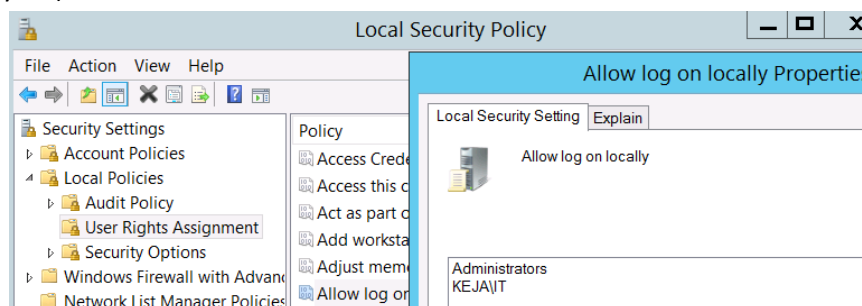 Local Security Policy
File Action View Help
Allow log on locally Propertie
Security Settings
Account Policies
Local Policies
Audit Policy
User Rights Assignment
Security Options
Windows Firewall with Advanc
Network List Manager Policies
Policy
Access Crede
Access this c
Act as part o
Add worksta
Adjust mem
Allow log or
Local Security Setting Explain
Allow log on locally
Administrators
KEJA\IT